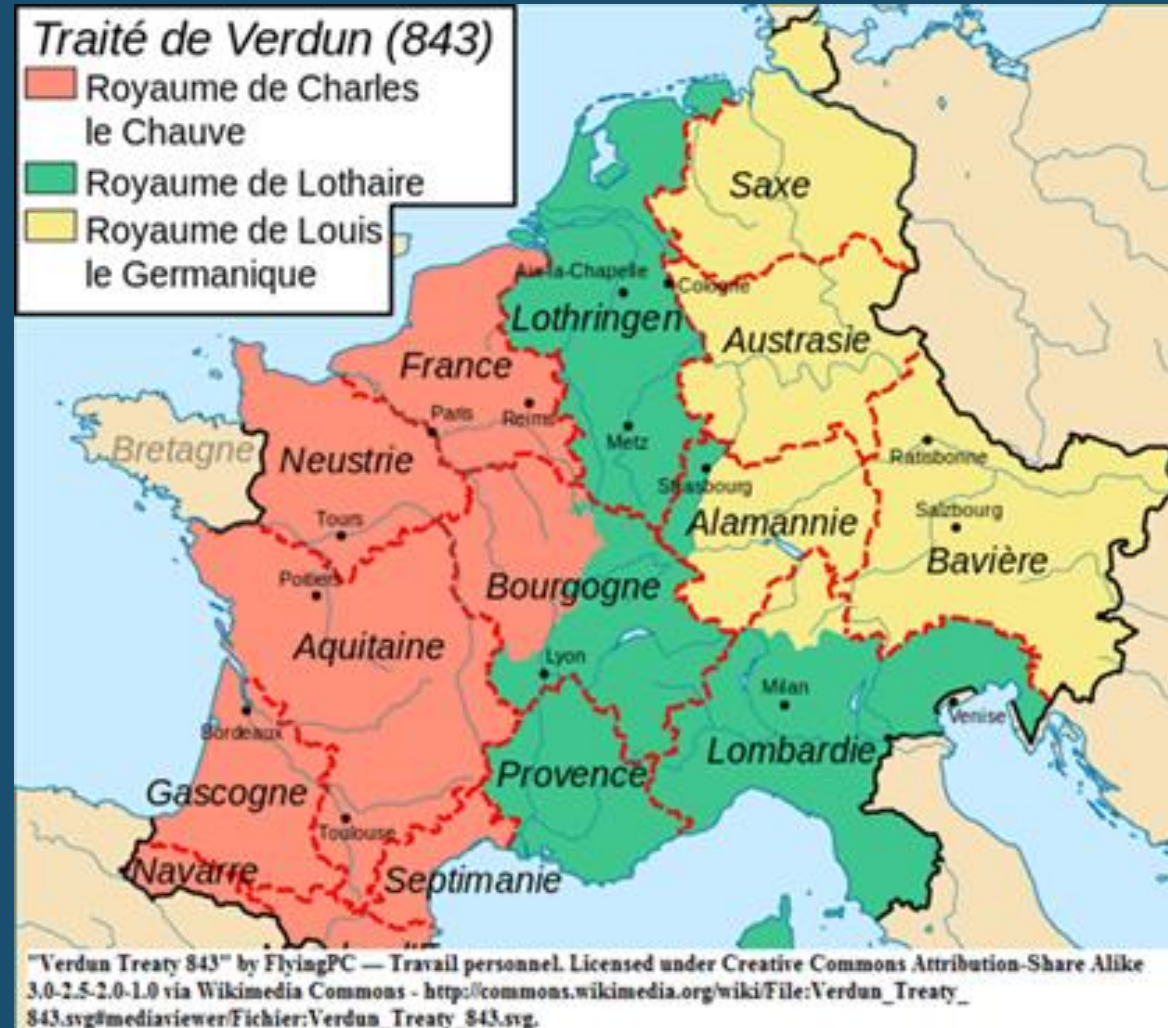 Traité de Verdun (843)
Royaume de Charles
le Chauve
Royaume de Lothaire
Royaume de Louis
le Germanique
Saxe
Aix-la-Chapelle
Cologne
Lothringen
Austrasie
France
Paris
Reims
Metz
Bretagne
Neustrie
Ratisbonne
Strasbourg
Tours
Alamannie
Salzbourg
Poitiers
Bourgogne
Bavière
Aquitaine
Lyon
Milan
Venise
Bordeaux
Lombardie
Provence
Gascogne
Toulouse
Navarre
Septimanie
"Verdun Treaty 843" by FlyingPC — Travail personnel. Licensed under Creative Commons Attribution-Share Alike
3.0-2.5-2.0-1.0 via Wikimedia Commons - http://commons.wikimedia.org/wiki/File:Verdun_Treaty_
843.svg#mediaviewer/Fichier:Verdun_Treaty_843.svg.